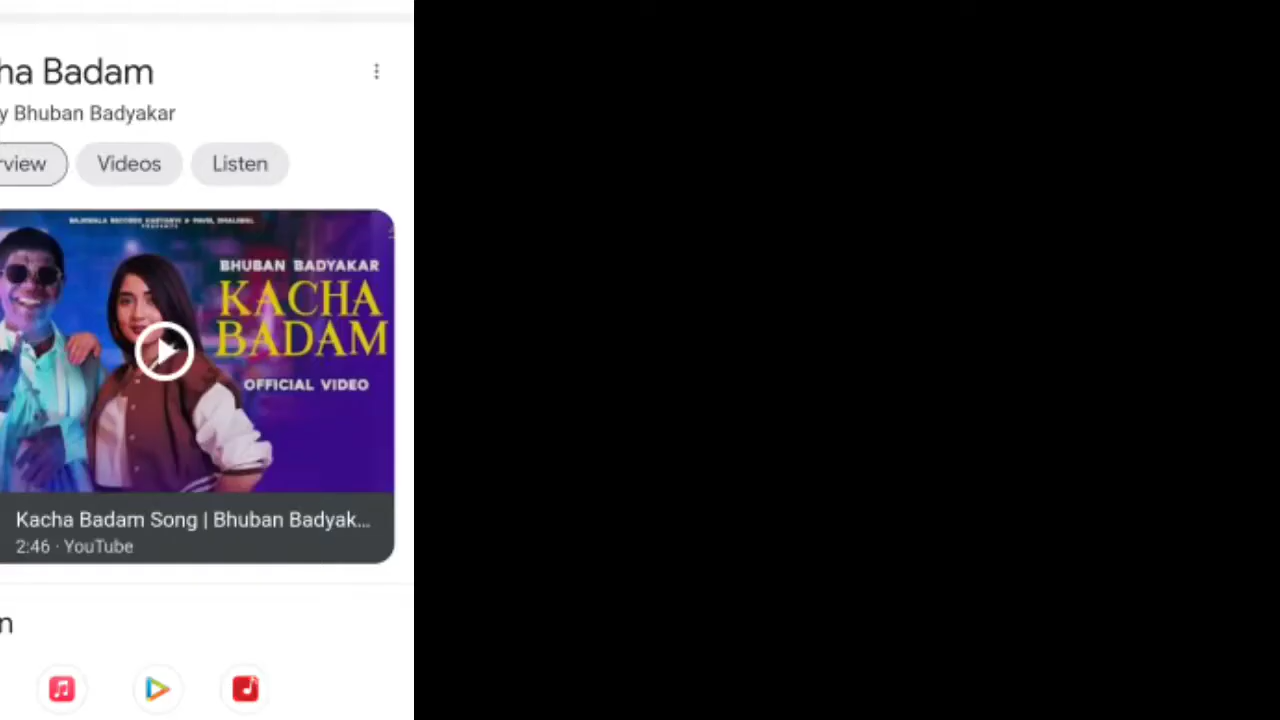 ha Badam
y Bhuban Badyakar
rview
Videos
Listen
PRESENTS
BHUBAN BADYAKAR
KACHA
BADAM
OFFICIAL VIDEO
Kacha Badam Song | Bhuban Badyak...
2:46 · YouTube
n